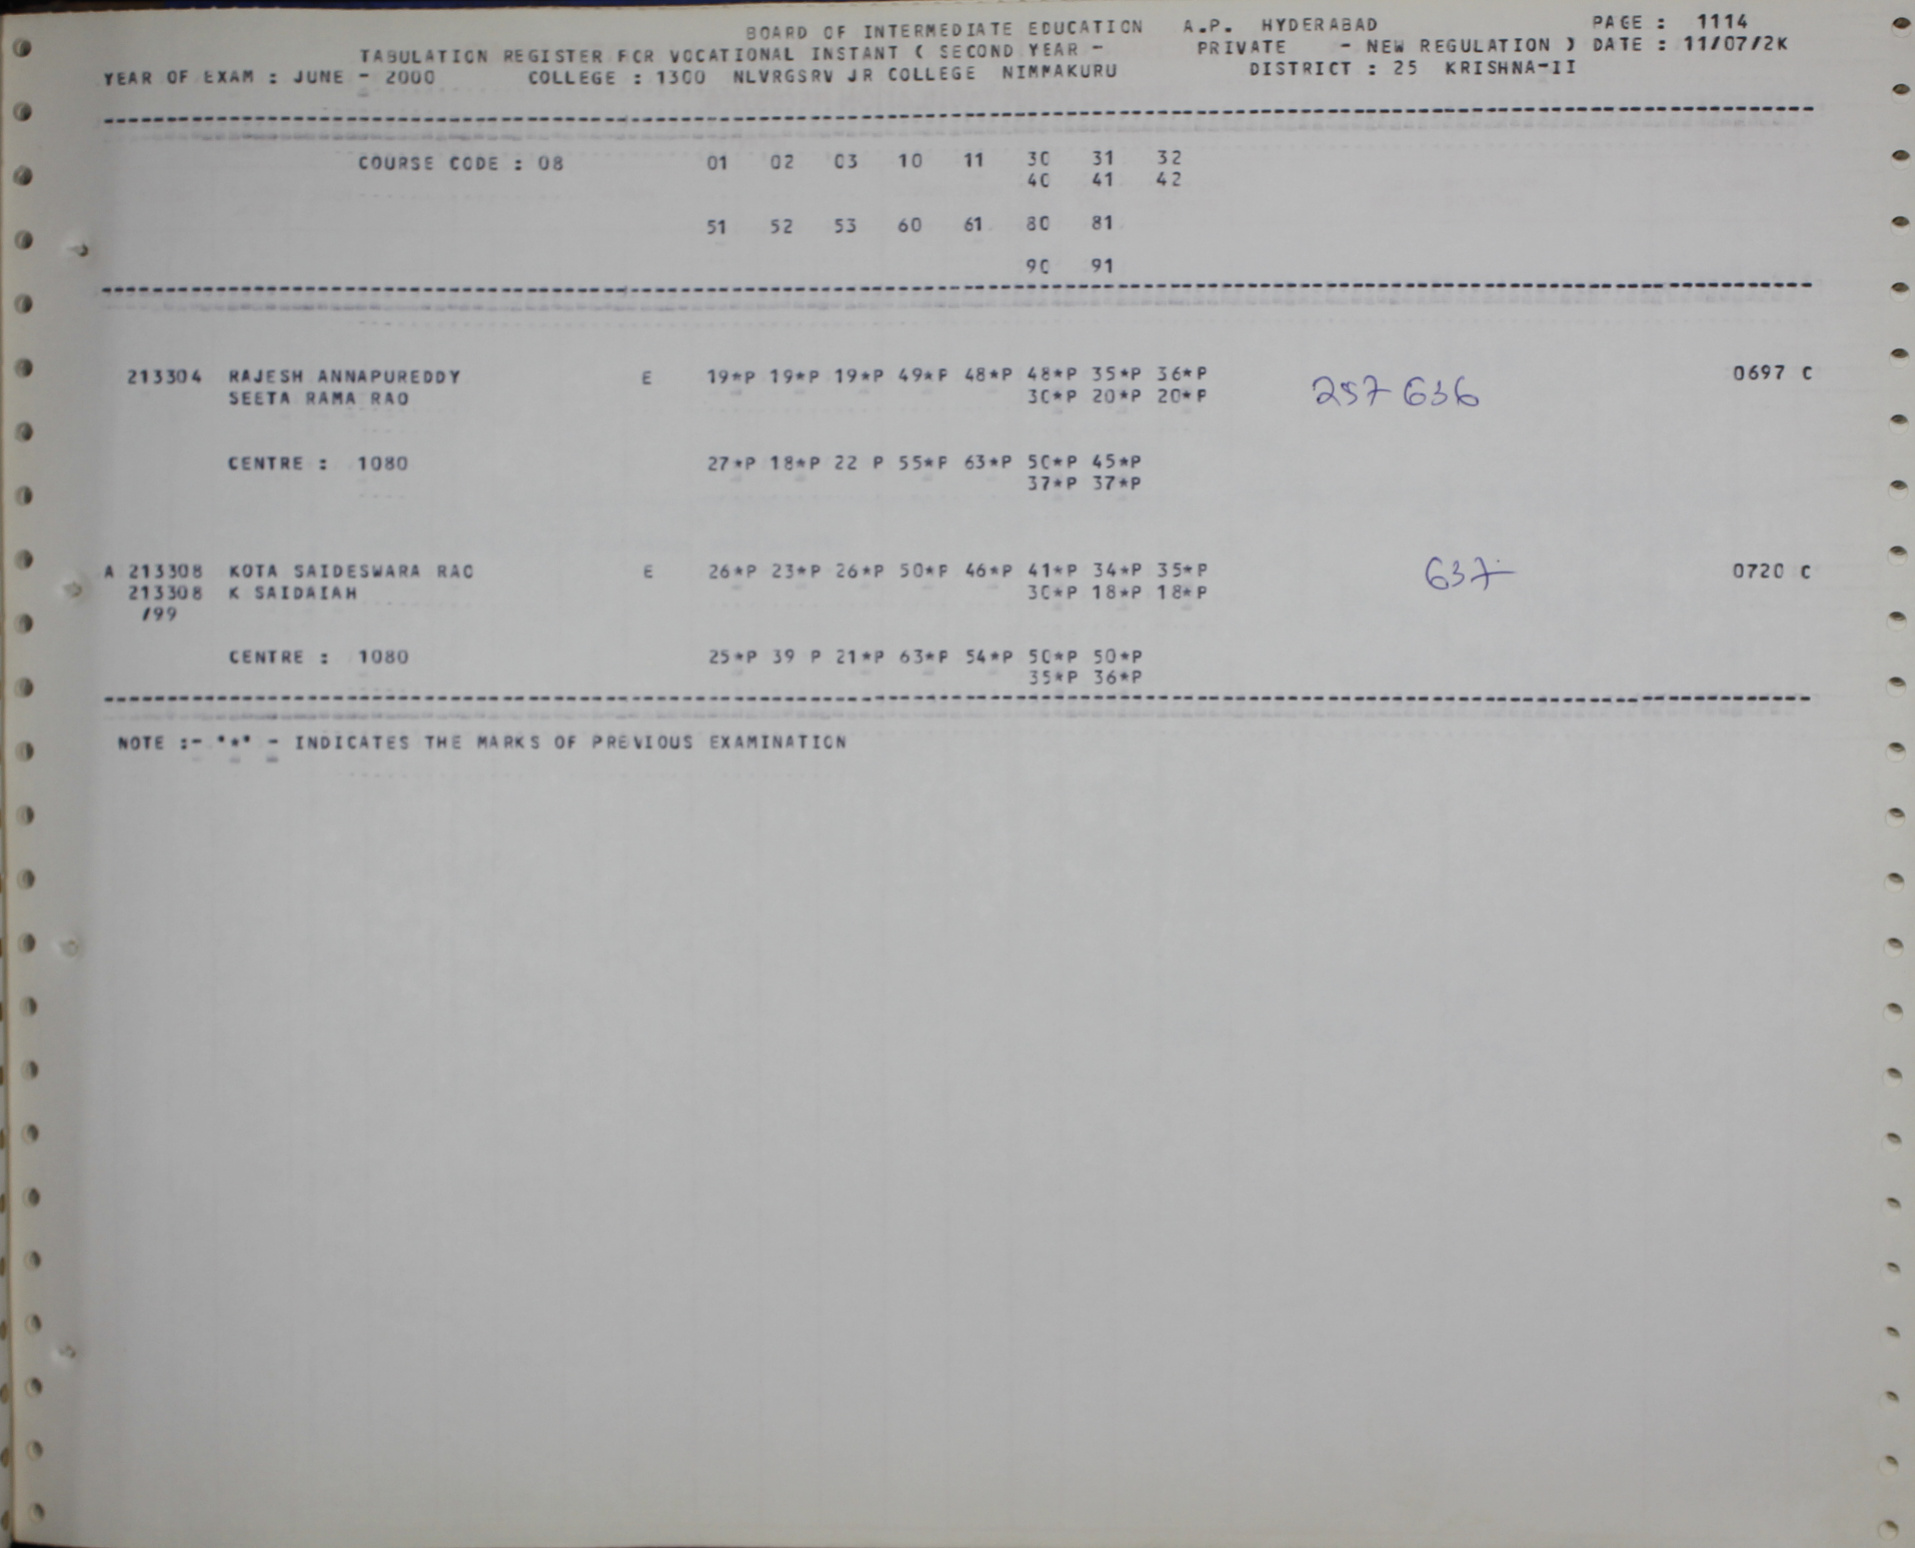 BOARD OF INTERMEDIATE EDUCATION A.P. HYDERABAD PAGE : 1114
TABULATION REGISTER FOR VOCATIONAL INSTANT ( SECOND YEAR - PRIVATE - NEW REGULATION ) DATE : 11/07/2K
YEAR OF EXAM : JUNE - 2000 COLLEGE : 1300 NLVRGSRV JR COLLEGE NIMMAKURU DISTRICT : 25 KRISHNA-II
COURSE CODE : 08 01 02 03 10 11 30 31 32
40 41 42
51 52 53 60 61 80 81
90 91
213304 RAJESH ANNAPUREDDY E 19*P 19*P 19*P 49*P 48*P 48*P 35*P 36*P 257636 0697 C
SEETA RAMA RAO 30*P 20*P 20*P
CENTRE : 1080 27*P 18*P 22 P 55*P 63*P 50*P 45*P
37*P 37*P
A 213308 KOTA SAIDESWARA RAO E 26*P 23*P 26*P 50*P 46*P 41*P 34*P 35*P 637 0720 C
213308 K SAIDAIAH 30*P 18*P 18*P
/99
CENTRE : 1080 25*P 39 P 21*P 63*P 54*P 50*P 50*P
35*P 36*P
NOTE :- "*" - INDICATES THE MARKS OF PREVIOUS EXAMINATION